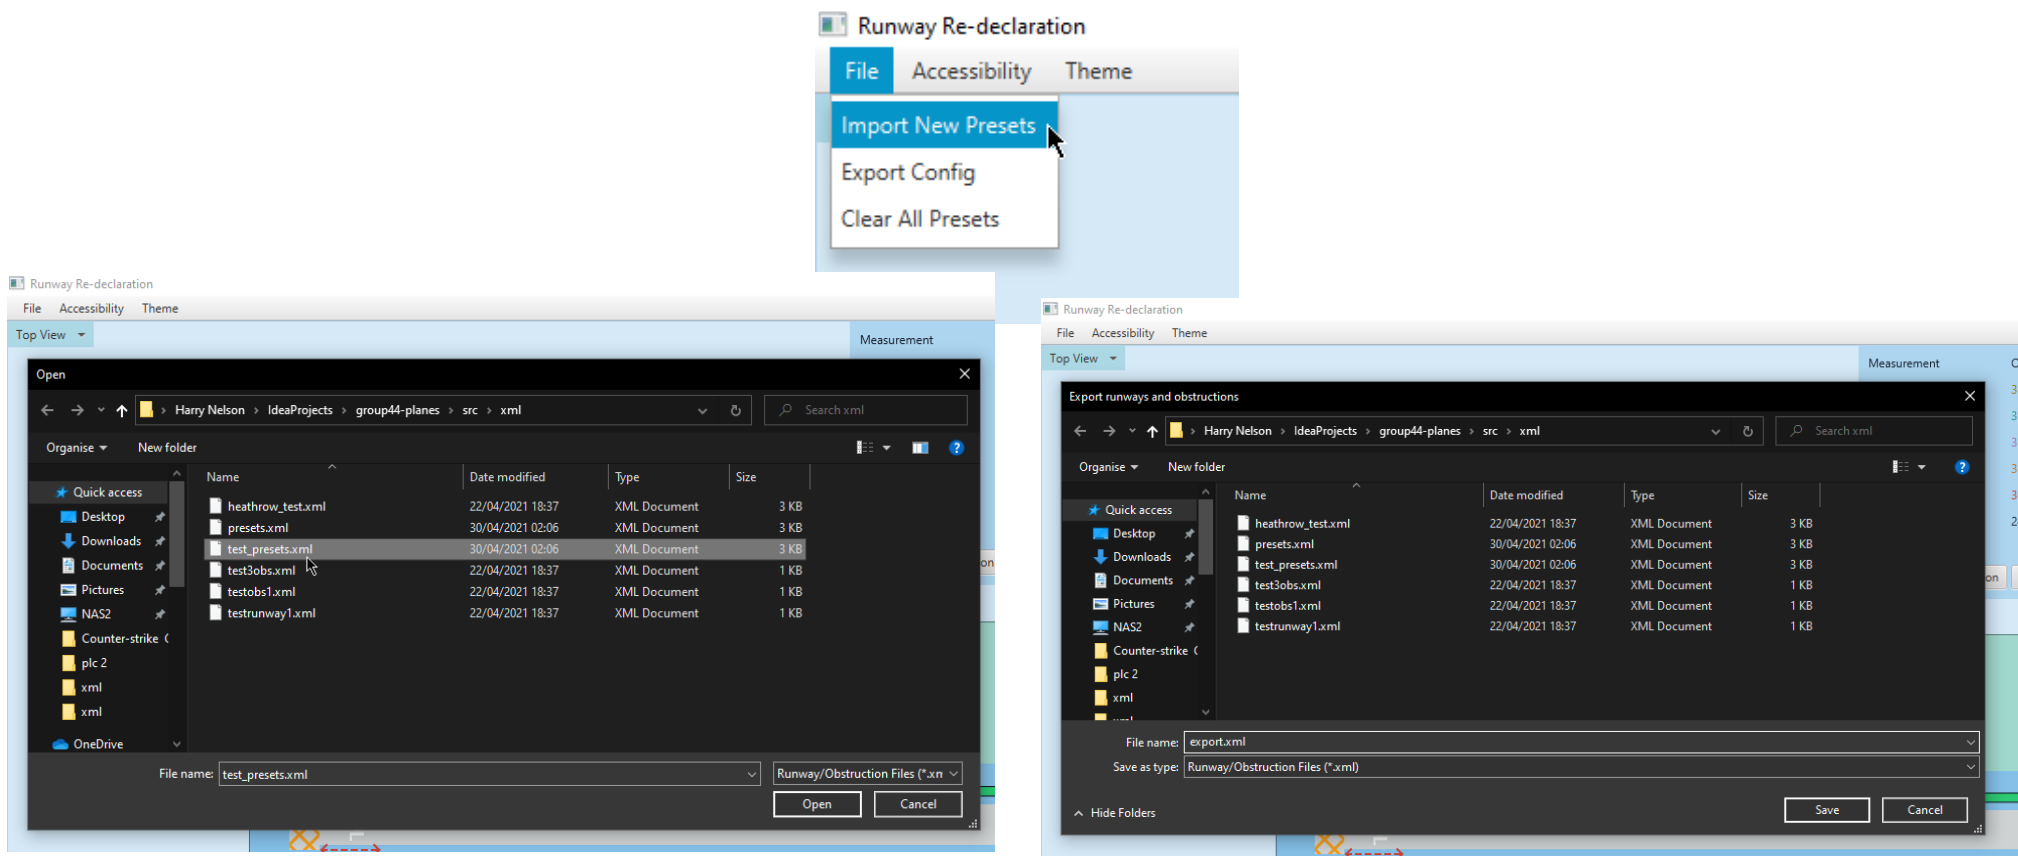 Runway Re-declaration
File Accessibility Theme
Import New Presets
Export Config
Clear All Presets
Runway Re-declaration
File Accessibility Theme
Top View
Measurement
Open
Harry Nelson > IdeaProjects > group44-planes > src > xml
Search xml
Organise New folder
Name Date modified Type Size
Quick access
Desktop
Downloads
Documents
Pictures
NAS2
Counter-strike (
plc 2
xml
xml
OneDrive
heathrow_test.xml 22/04/2021 18:37 XML Document 3 KB
presets.xml 30/04/2021 02:06 XML Document 3 KB
test_presets.xml 30/04/2021 02:06 XML Document 3 KB
test3obs.xml 22/04/2021 18:37 XML Document 1 KB
testobs1.xml 22/04/2021 18:37 XML Document 1 KB
testrunway1.xml 22/04/2021 18:37 XML Document 1 KB
on
File name: test_presets.xml
Runway/Obstruction Files (*.xn
Open Cancel
Runway Re-declaration
File Accessibility Theme
Top View
Measurement
Export runways and obstructions
Harry Nelson > IdeaProjects > group44-planes > src > xml
Search xml
Organise New folder
Name Date modified Type Size
Quick access
Desktop
Downloads
Documents
Pictures
NAS2
Counter-strike (
plc 2
xml
heathrow_test.xml 22/04/2021 18:37 XML Document 3 KB
presets.xml 30/04/2021 02:06 XML Document 3 KB
test_presets.xml 30/04/2021 02:06 XML Document 3 KB
test3obs.xml 22/04/2021 18:37 XML Document 1 KB
testobs1.xml 22/04/2021 18:37 XML Document 1 KB
testrunway1.xml 22/04/2021 18:37 XML Document 1 KB
on
File name: export.xml
Save as type: Runway/Obstruction Files (*.xml)
Hide Folders
Save Cancel